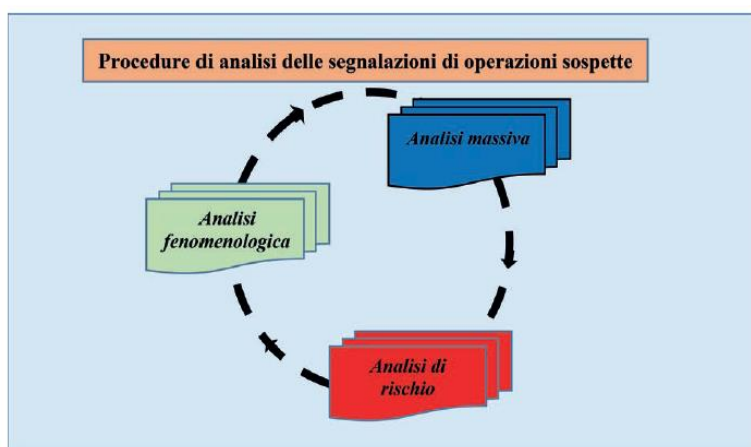 Procedure di analisi delle segnalazioni di operazioni sospette
Analisi massiva
Analisi
fenomenologica
Analisi di
rischio